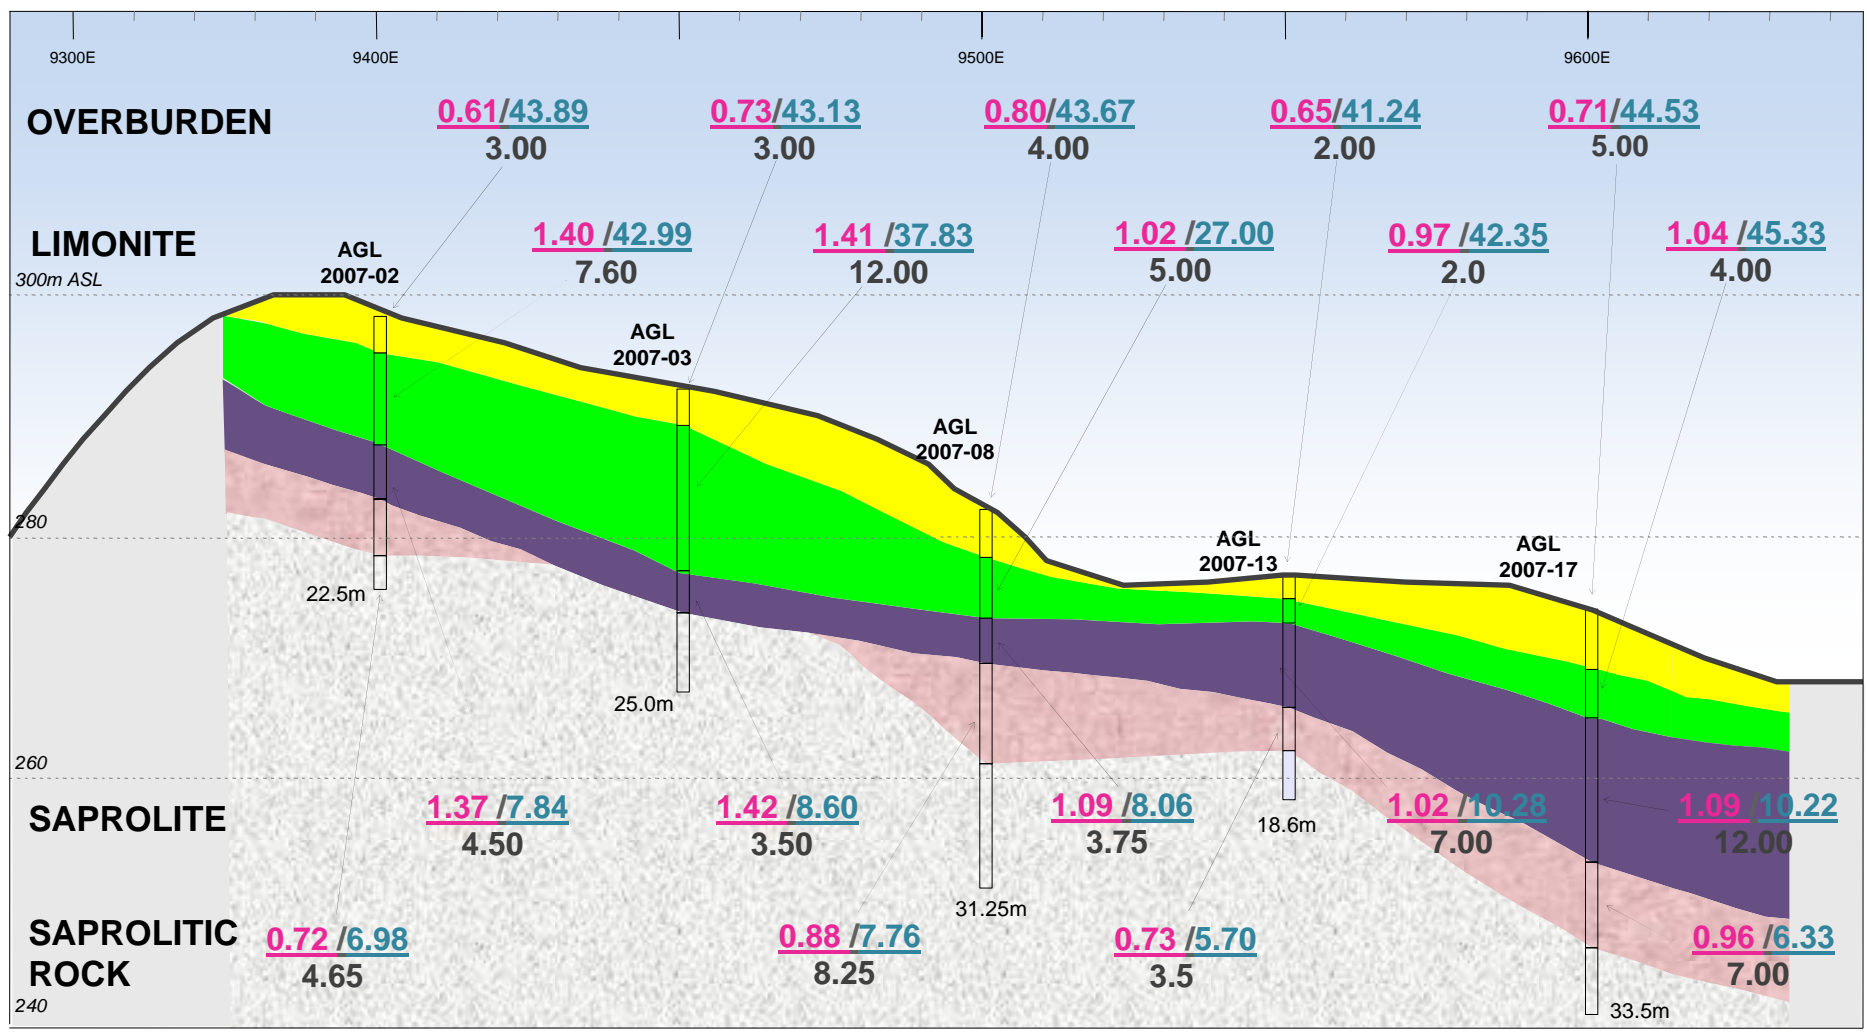 9300E 9400E 9500E 9600E
OVERBURDEN 0.61/43.89 0.73/43.13 0.80/43.67 0.65/41.24 0.71/44.53
3.00 3.00 4.00 2.00 5.00
LIMONITE 1.40 /42.99 1.41 /37.83 1.02 /27.00 0.97 /42.35 1.04 /45.33
7.60 12.00 5.00 2.0 4.00
300m ASL
AGL
2007-02
AGL
2007-03
AGL
2007-08
AGL
2007-13
AGL
2007-17
280
22.5m
25.0m
260
SAPROLITE 1.37 /7.84 1.42 /8.60 1.09 /8.06 1.02 /10.28 1.09 /10.22
4.50 3.50 3.75 7.00 12.00
18.6m
31.25m
SAPROLITIC
ROCK
0.72 /6.98 0.88 /7.76 0.73 /5.70 0.96 /6.33
4.65 8.25 3.5 7.00
240
33.5m